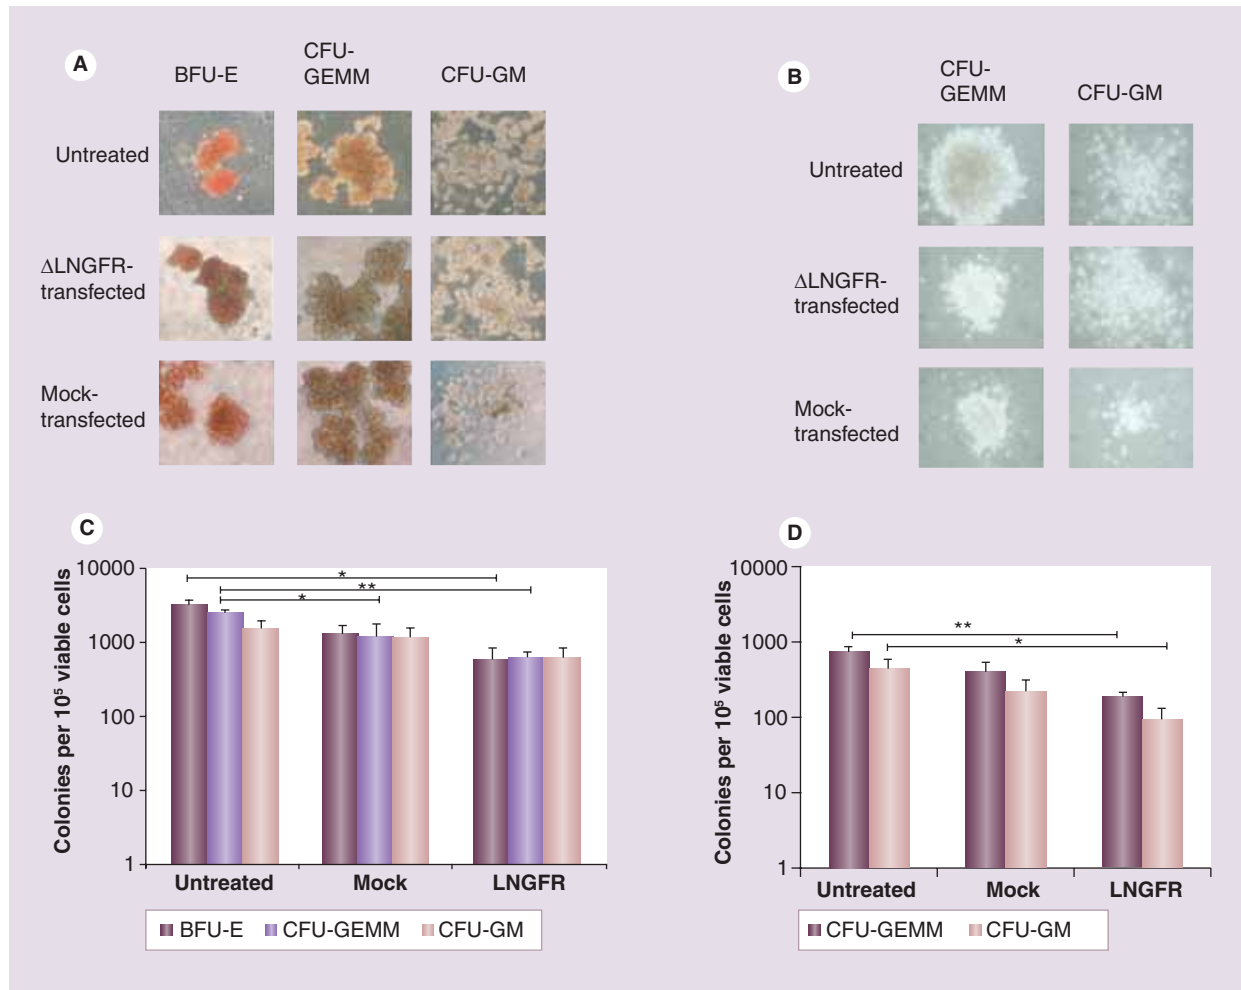 A
BFU-E
CFU-
GEMM
CFU-GM
Untreated
ΔLNGFR-
transfected
Mock-
transfected
B
CFU-
GEMM
CFU-GM
Untreated
ΔLNGFR-
transfected
Mock-
transfected
C
Colonies per 10⁵ viable cells
10000
1000
100
10
1
*
**
*
Untreated
Mock
LNGFR
BFU-E
CFU-GEMM
CFU-GM
D
Colonies per 10⁵ viable cells
10000
1000
100
10
1
**
*
Untreated
Mock
LNGFR
CFU-GEMM
CFU-GM